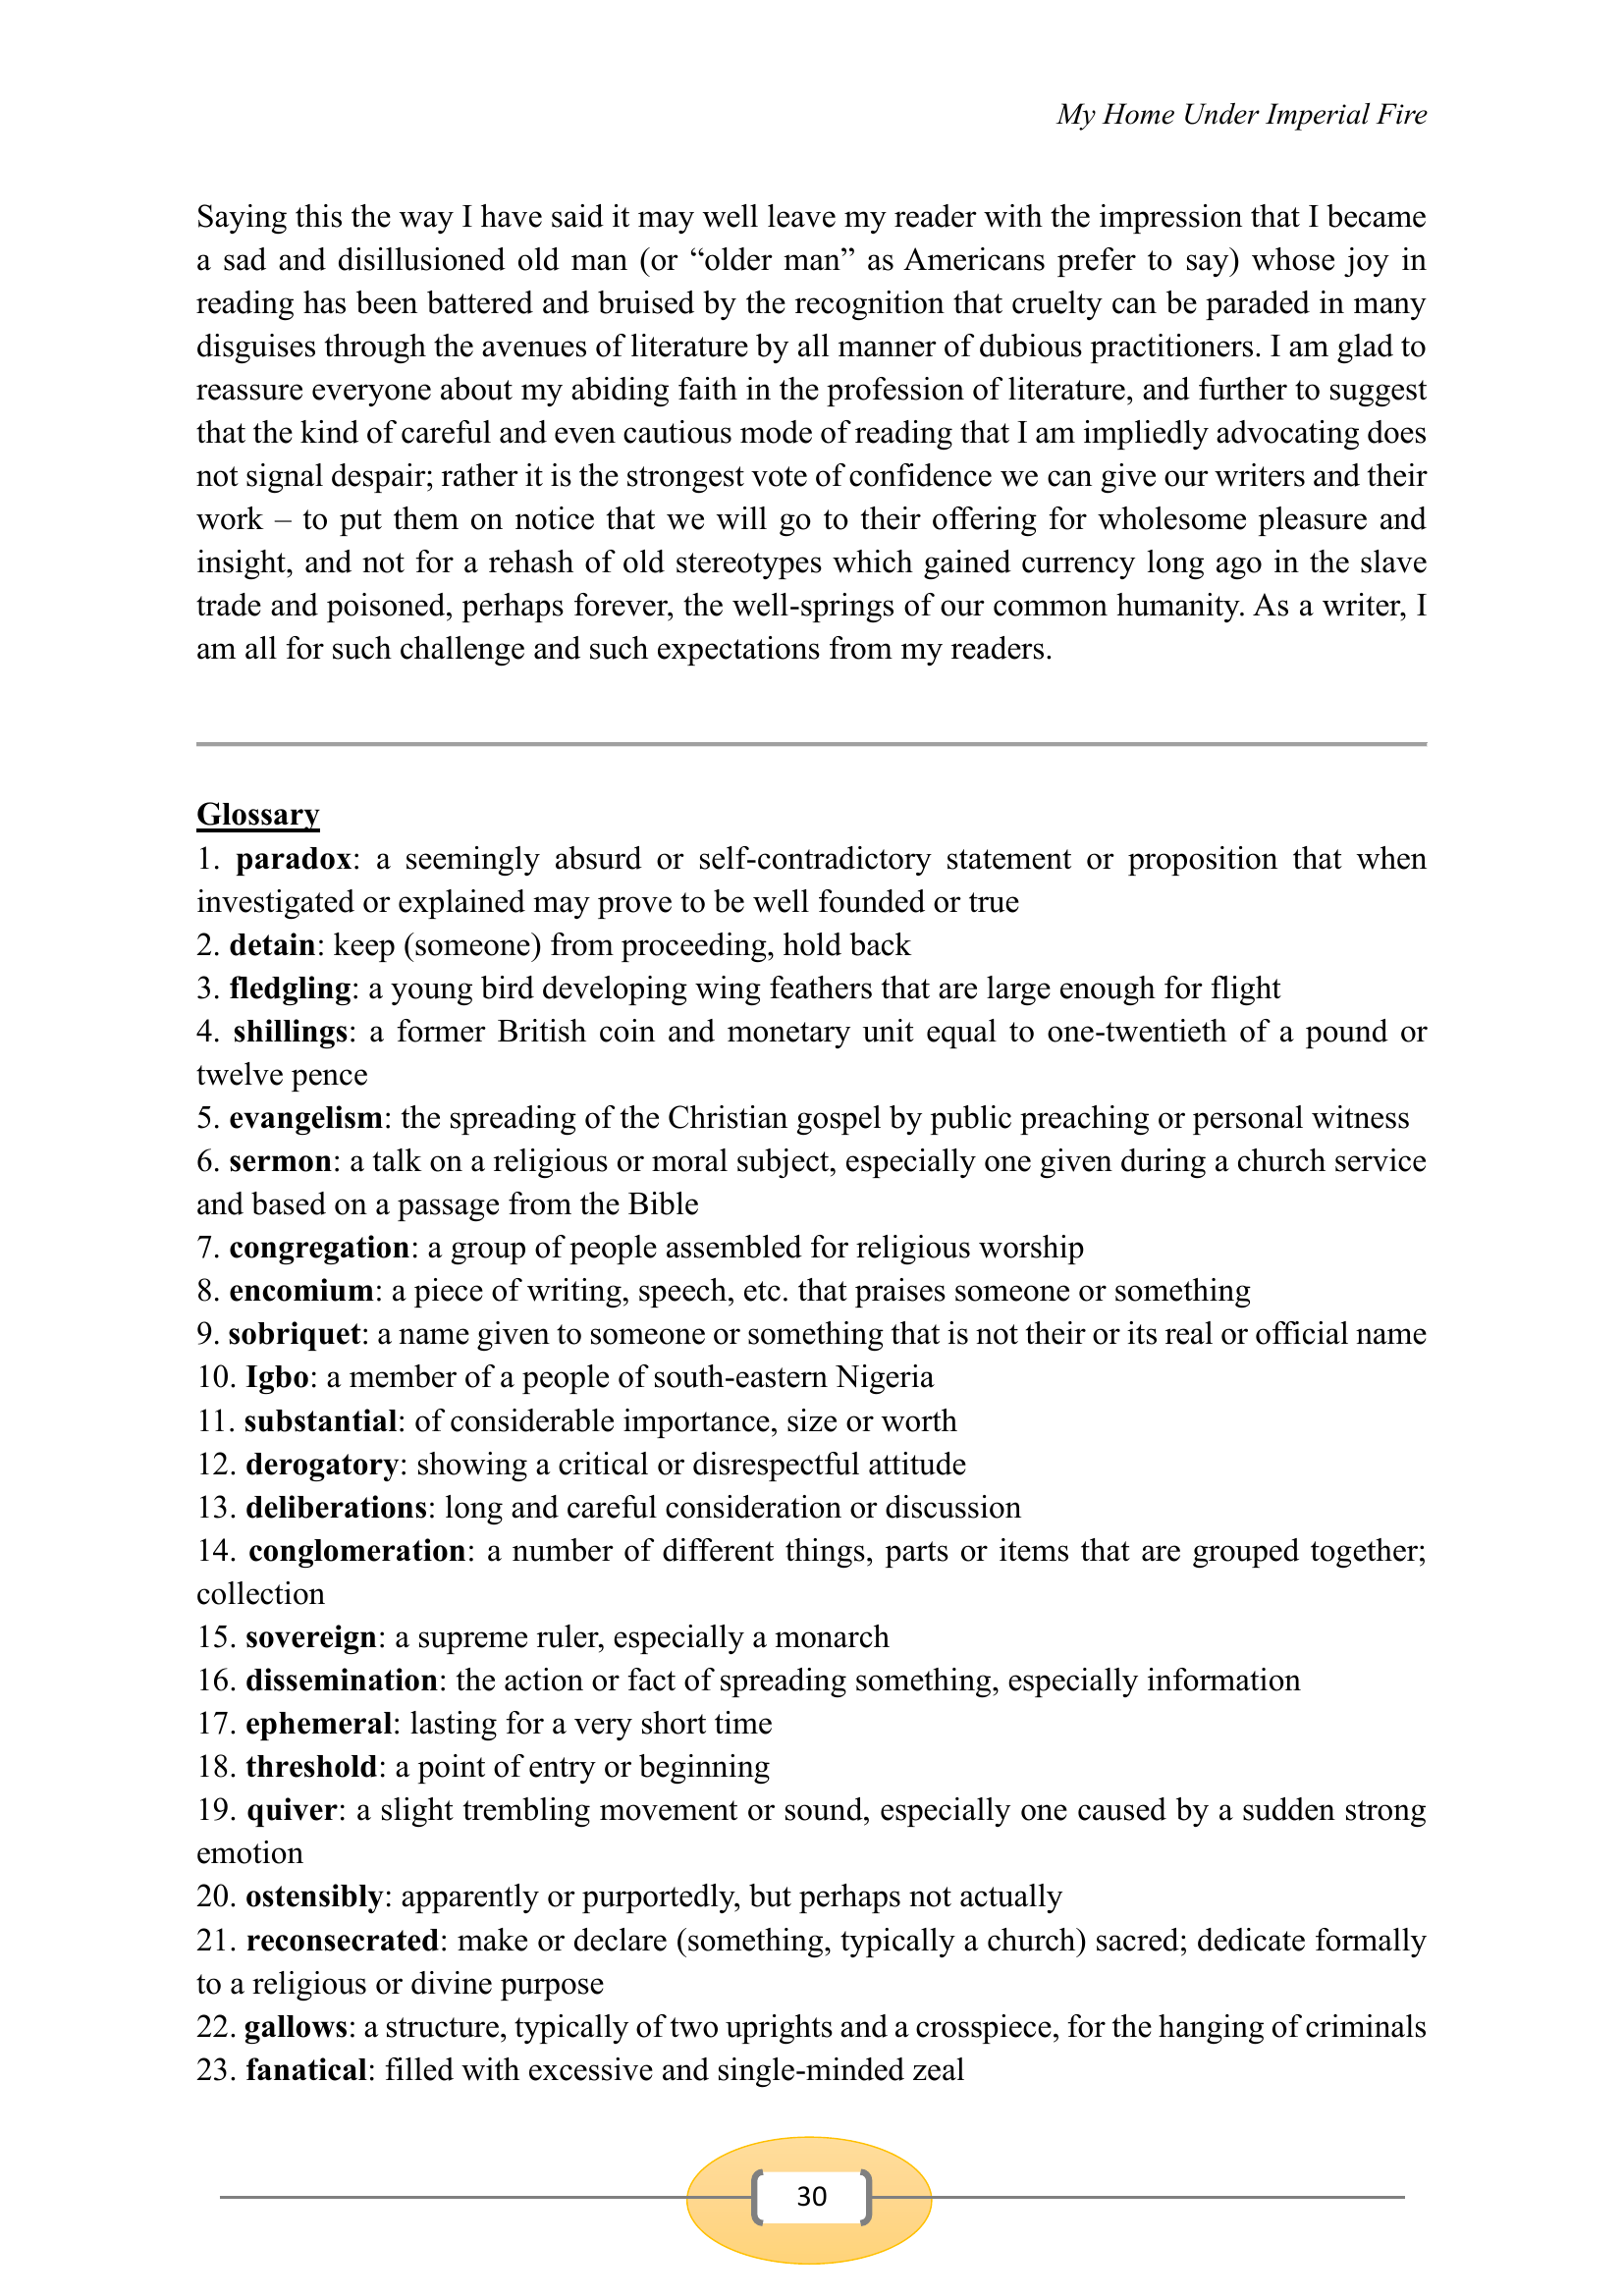 My Home Under Imperial Fire
Saying this the way I have said it may well leave my reader with the impression that I became
a sad and disillusioned old man (or “older man” as Americans prefer to say) whose joy in
reading has been battered and bruised by the recognition that cruelty can be paraded in many
disguises through the avenues of literature by all manner of dubious practitioners. I am glad to
reassure everyone about my abiding faith in the profession of literature, and further to suggest
that the kind of careful and even cautious mode of reading that I am impliedly advocating does
not signal despair; rather it is the strongest vote of confidence we can give our writers and their
work – to put them on notice that we will go to their offering for wholesome pleasure and
insight, and not for a rehash of old stereotypes which gained currency long ago in the slave
trade and poisoned, perhaps forever, the well-springs of our common humanity. As a writer, I
am all for such challenge and such expectations from my readers.
Glossary
1. paradox: a seemingly absurd or self-contradictory statement or proposition that when
investigated or explained may prove to be well founded or true
2. detain: keep (someone) from proceeding, hold back
3. fledgling: a young bird developing wing feathers that are large enough for flight
4. shillings: a former British coin and monetary unit equal to one-twentieth of a pound or
twelve pence
5. evangelism: the spreading of the Christian gospel by public preaching or personal witness
6. sermon: a talk on a religious or moral subject, especially one given during a church service
and based on a passage from the Bible
7. congregation: a group of people assembled for religious worship
8. encomium: a piece of writing, speech, etc. that praises someone or something
9. sobriquet: a name given to someone or something that is not their or its real or official name
10. Igbo: a member of a people of south-eastern Nigeria
11. substantial: of considerable importance, size or worth
12. derogatory: showing a critical or disrespectful attitude
13. deliberations: long and careful consideration or discussion
14. conglomeration: a number of different things, parts or items that are grouped together;
collection
15. sovereign: a supreme ruler, especially a monarch
16. dissemination: the action or fact of spreading something, especially information
17. ephemeral: lasting for a very short time
18. threshold: a point of entry or beginning
19. quiver: a slight trembling movement or sound, especially one caused by a sudden strong
emotion
20. ostensibly: apparently or purportedly, but perhaps not actually
21. reconsecrated: make or declare (something, typically a church) sacred; dedicate formally
to a religious or divine purpose
22. gallows: a structure, typically of two uprights and a crosspiece, for the hanging of criminals
23. fanatical: filled with excessive and single-minded zeal
30